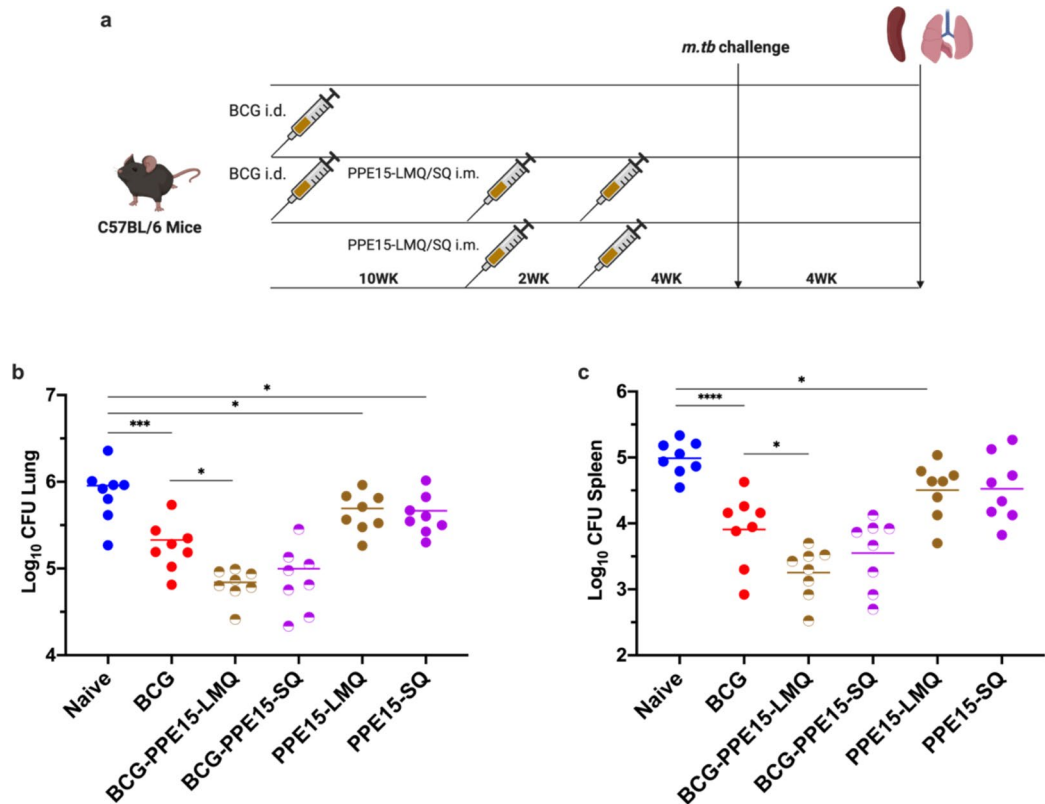 a
m.tb challenge
BCG i.d.
BCG i.d.
PPE15-LMQ/SQ i.m.
C57BL/6 Mice
PPE15-LMQ/SQ i.m.
10WK 2WK 4WK 4WK
b
Log10 CFU Lung
7
6
5
4
*
*
***
*
Naive
BCG
BCG-PPE15-LMQ
BCG-PPE15-SQ
PPE15-LMQ
PPE15-SQ
c
Log10 CFU Spleen
6
5
4
3
2
*
****
*
Naive
BCG
BCG-PPE15-LMQ
BCG-PPE15-SQ
PPE15-LMQ
PPE15-SQ